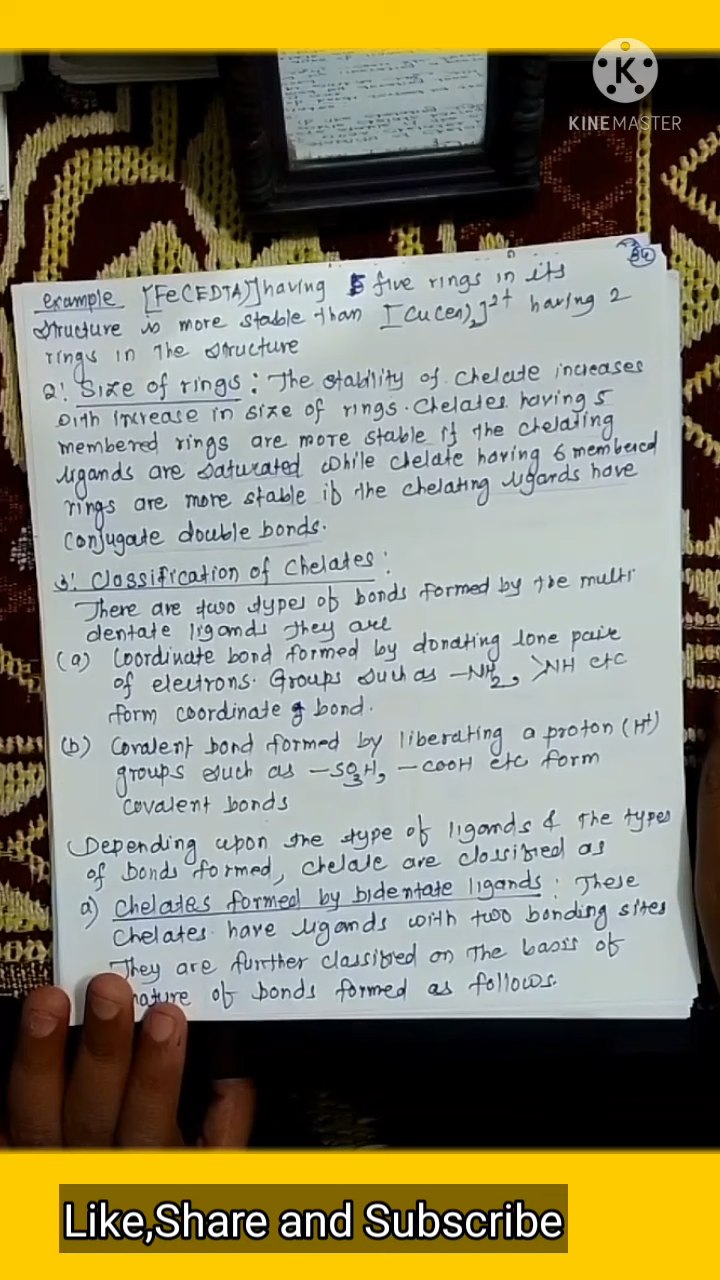 KINEMASTER
34
example [Fe(EDTA)] having five rings in its
structure is more stable than [Cu(en)2]2+ having 2
rings in the structure
2! Size of rings : The stability of chelate increases
with increase in size of rings. Chelates having 5
membered rings are more stable if the chelating
ligands are saturated while chelate having 6 membered
rings are more stable if the chelating ligands have
conjugate double bonds.
3! Classification of Chelates :
There are two types of bonds formed by the multi
dentate ligands they are
(a) Coordinate bond formed by donating lone pair
of electrons. Groups such as -NH2, >NH etc
form coordinate bond.
(b) Covalent bond formed by liberating a proton (H+)
groups such as -SO3H, -COOH etc form
covalent bonds
Depending upon the type of ligands & the types
of bonds formed, chelate are classified as
a) Chelates formed by bidentate ligands : These
chelates have ligands with two bonding sites
They are further classified on the basis of
nature of bonds formed as follows.
Like,Share and Subscribe